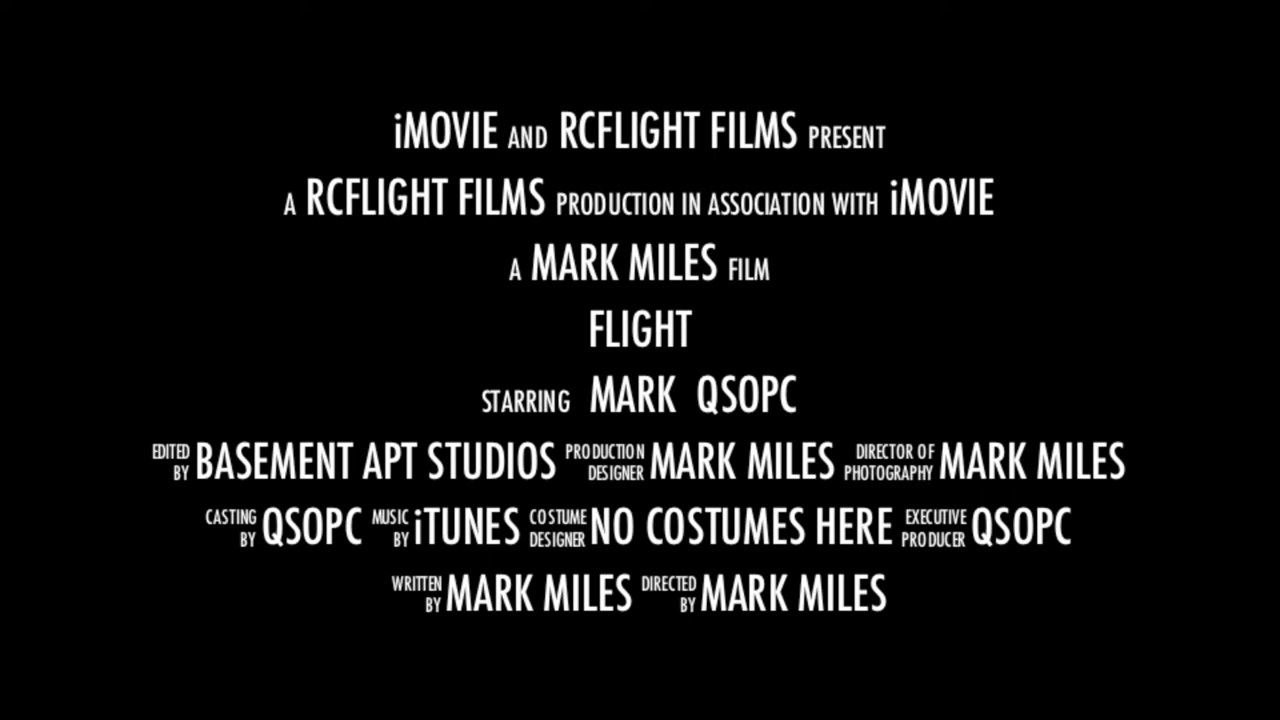 iMOVIE AND RCFLIGHT FILMS PRESENT
A RCFLIGHT FILMS PRODUCTION IN ASSOCIATION WITH iMOVIE
A MARK MILES FILM
FLIGHT
STARRING MARK QSOPC
EDITED BY BASEMENT APT STUDIOS PRODUCTION DESIGNER MARK MILES DIRECTOR OF PHOTOGRAPHY MARK MILES
CASTING BY QSOPC MUSIC BY iTUNES COSTUME DESIGNER NO COSTUMES HERE EXECUTIVE PRODUCER QSOPC
WRITTEN BY MARK MILES DIRECTED BY MARK MILES